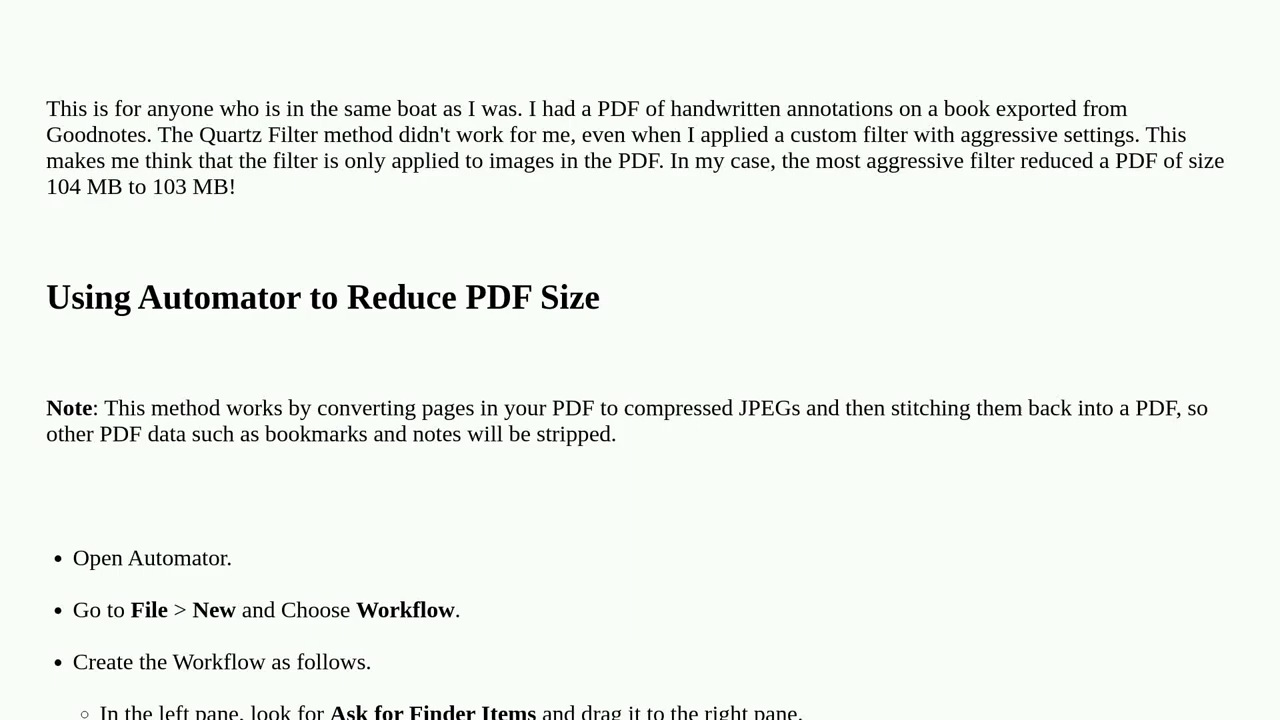 This is for anyone who is in the same boat as I was. I had a PDF of handwritten annotations on a book exported from
Goodnotes. The Quartz Filter method didn't work for me, even when I applied a custom filter with aggressive settings. This
makes me think that the filter is only applied to images in the PDF. In my case, the most aggressive filter reduced a PDF of size
104 MB to 103 MB!
Using Automator to Reduce PDF Size
Note: This method works by converting pages in your PDF to compressed JPEGs and then stitching them back into a PDF, so
other PDF data such as bookmarks and notes will be stripped.
• Open Automator.
• Go to File > New and Choose Workflow.
• Create the Workflow as follows.
◦ In the left pane, look for Ask for Finder Items and drag it to the right pane.